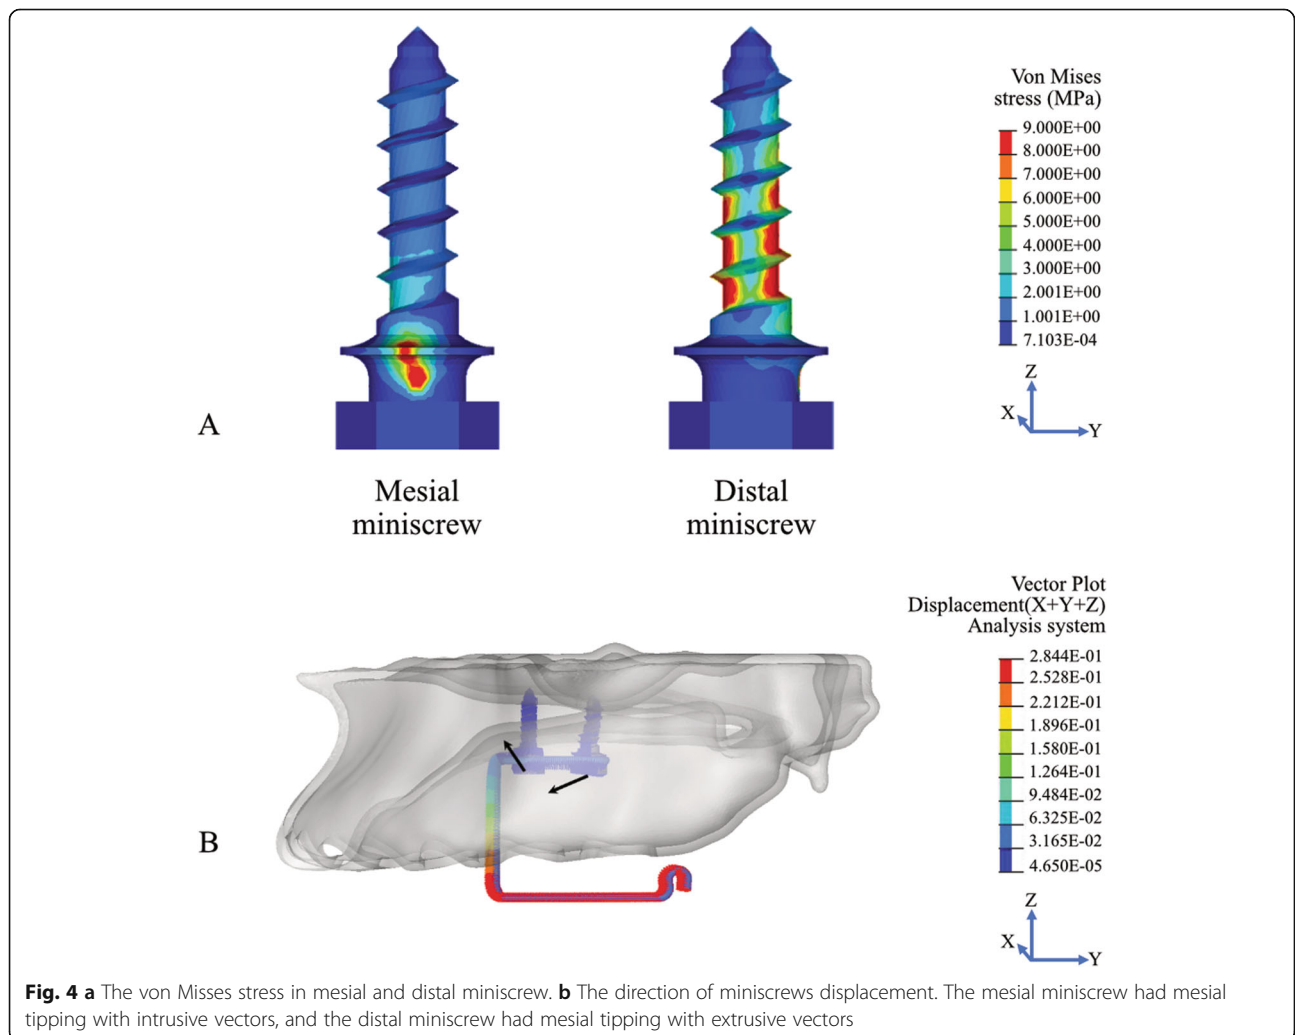 Von Mises
stress (MPa)
9.000E+00
8.000E+00
7.000E+00
6.000E+00
5.000E+00
4.000E+00
3.000E+00
2.001E+00
1.001E+00
7.103E-04
Z
X
Y
A
Mesial
miniscrew
Distal
miniscrew
Vector Plot
Displacement(X+Y+Z)
Analysis system
2.844E-01
2.528E-01
2.212E-01
1.896E-01
1.580E-01
1.264E-01
9.484E-02
6.325E-02
3.165E-02
4.650E-05
Z
X
Y
B
Fig. 4 a The von Misses stress in mesial and distal miniscrew. b The direction of miniscrews displacement. The mesial miniscrew had mesial
tipping with intrusive vectors, and the distal miniscrew had mesial tipping with extrusive vectors